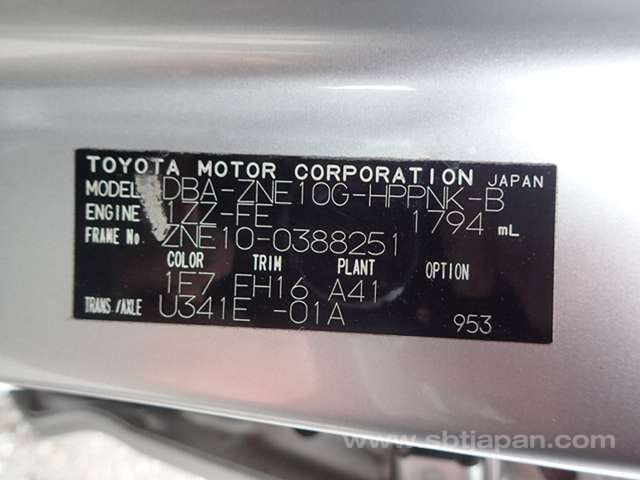 TOYOTA MOTOR CORPORATION JAPAN
MODEL DBA-ZNE10G-HPPNK-B
ENGINE 1ZZ-FE 1794 mL
FRAME No. ZNE10-0388251
COLOR TRIM PLANT OPTION
1E7 EH16 A41
TRANS./AXLE U341E -01A 953
www.sbtjapan.com